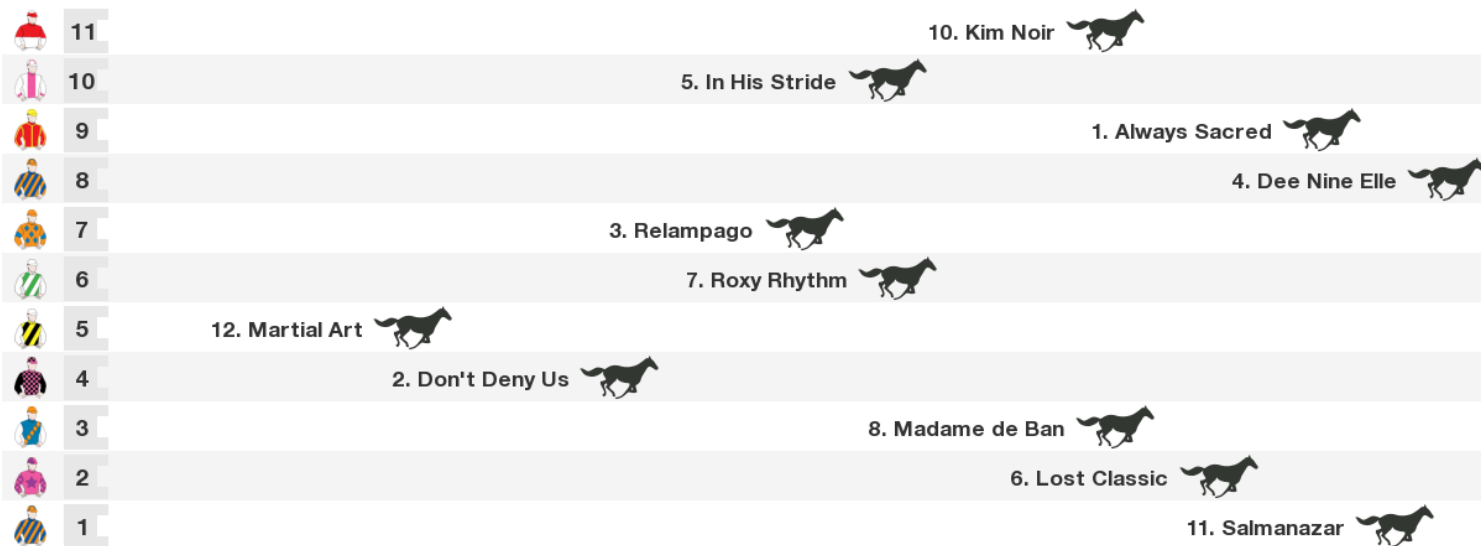 11 10. Kim Noir
10 5. In His Stride
9 1. Always Sacred
8 4. Dee Nine Elle
7 3. Relampago
6 7. Roxy Rhythm
5 12. Martial Art
4 2. Don't Deny Us
3 8. Madame de Ban
2 6. Lost Classic
1 11. Salmanazar